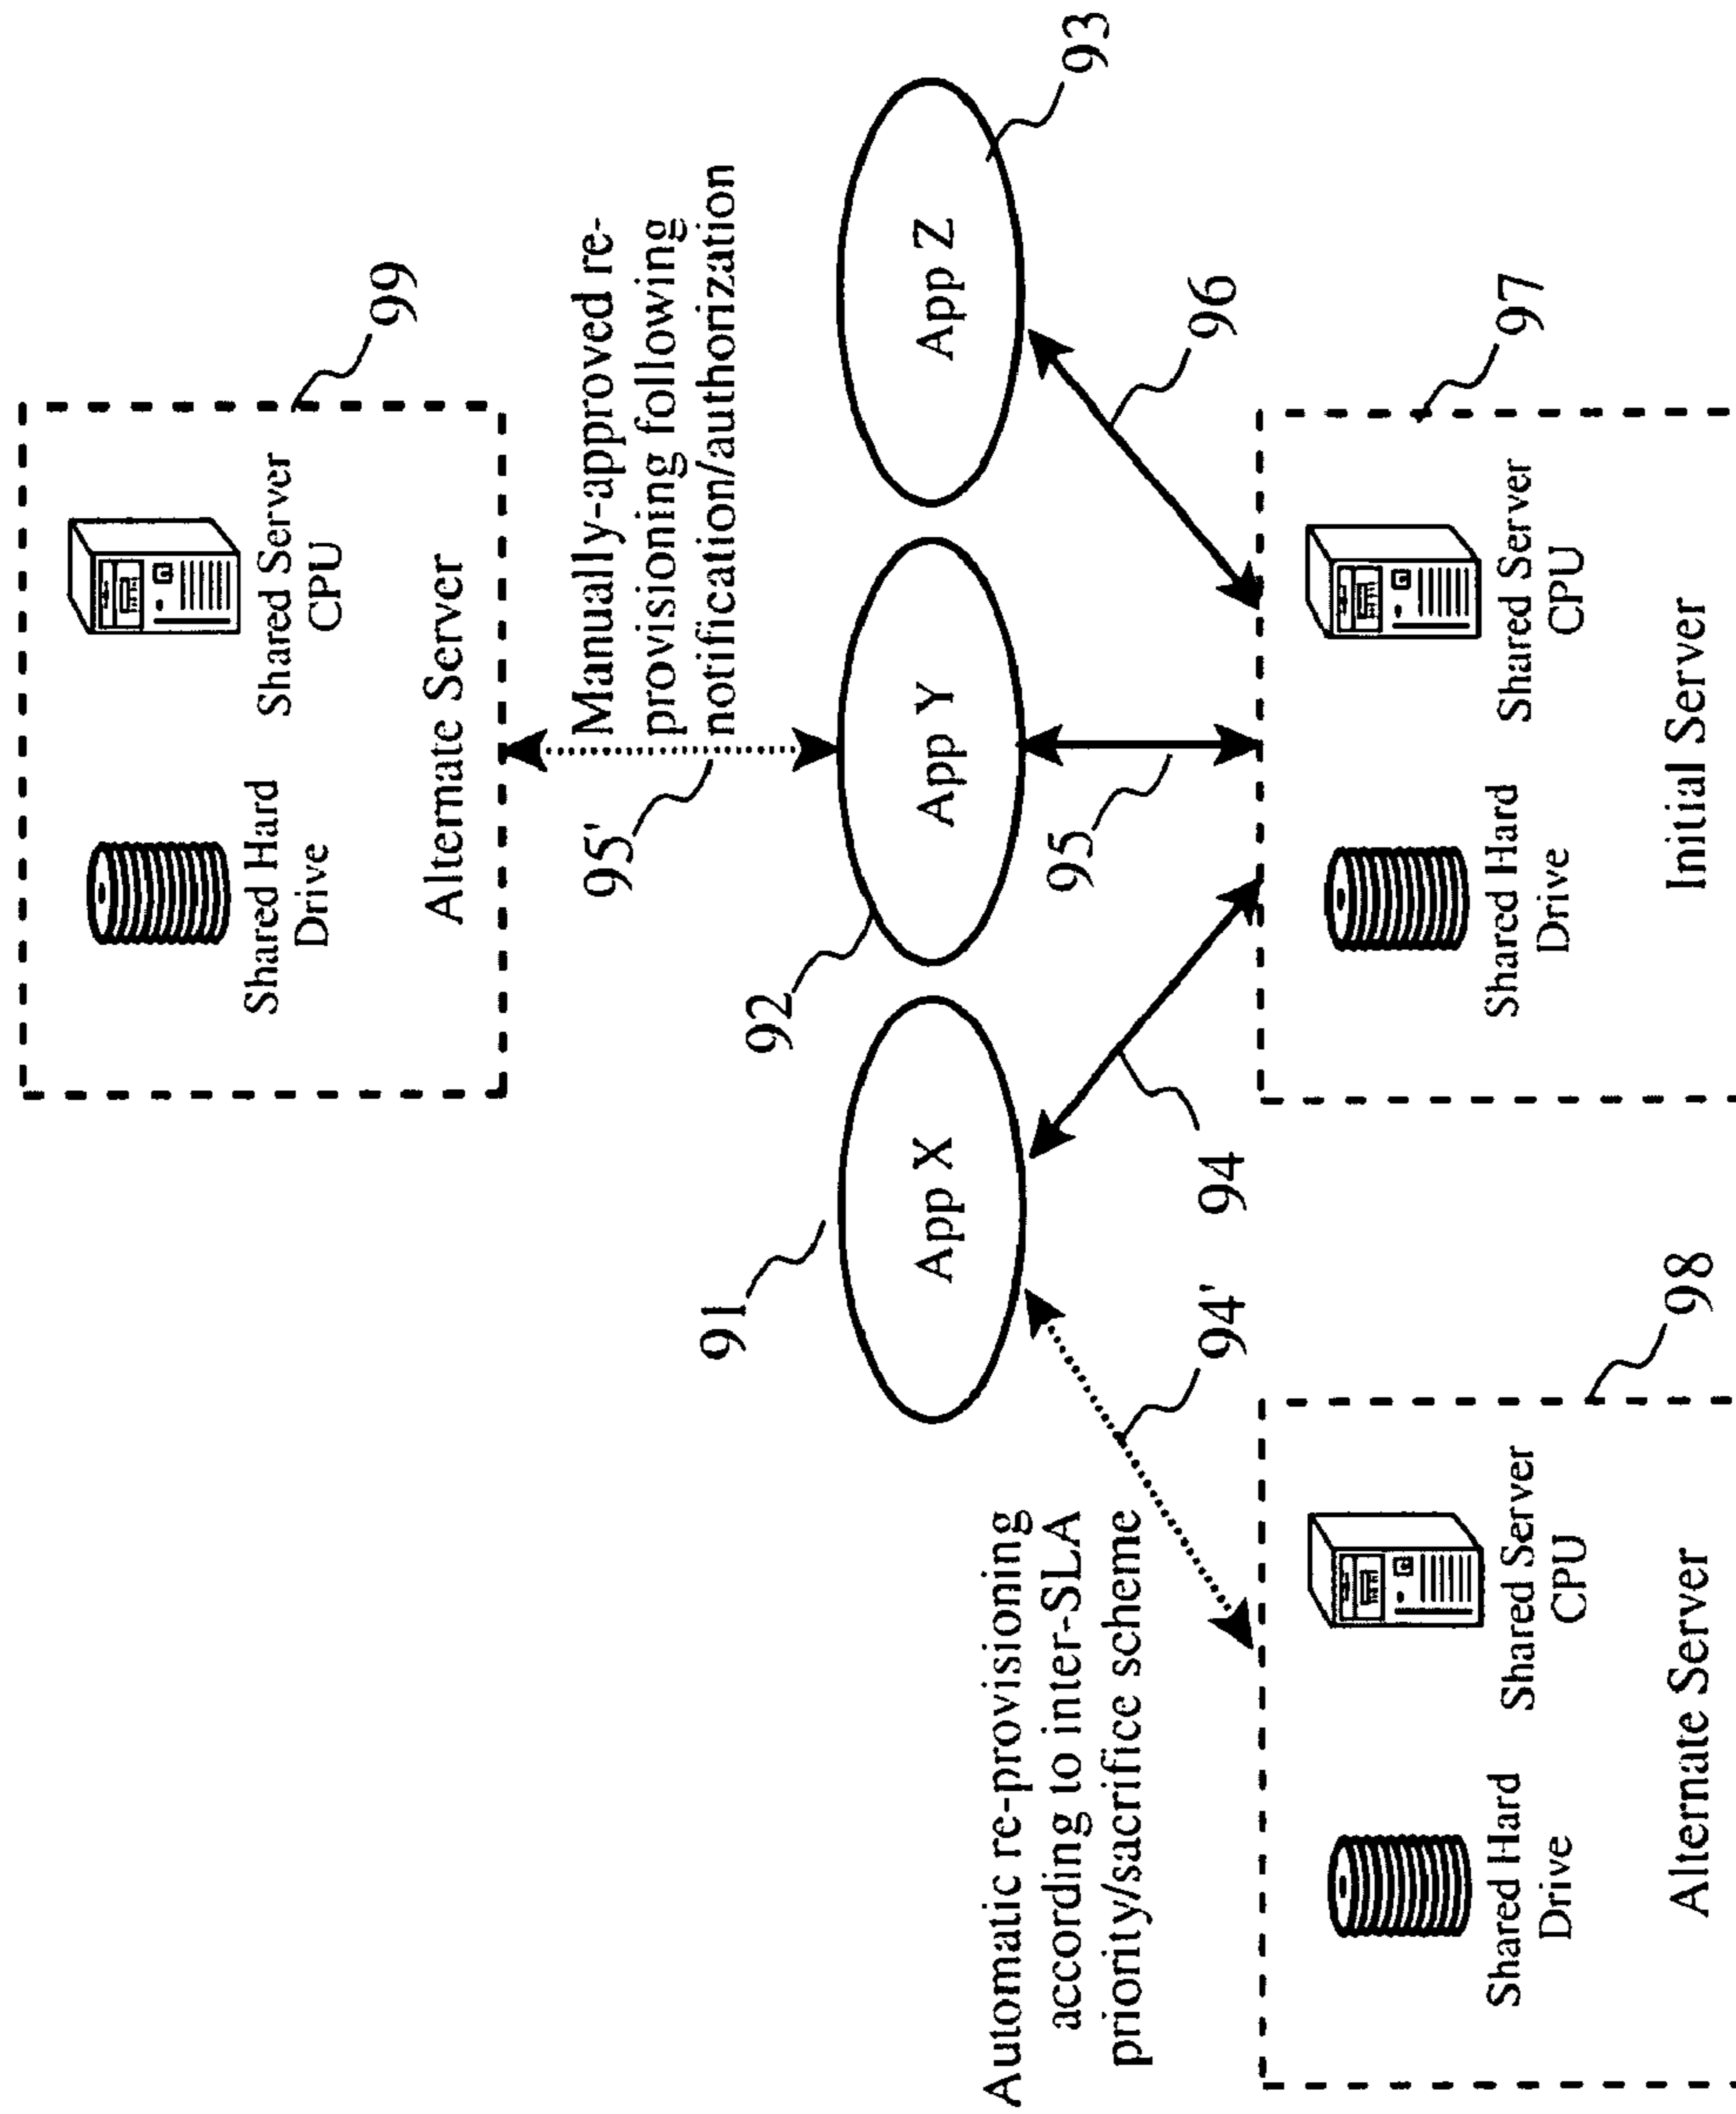 99
Shared Hard
Drive
Shared Server
CPU
Alternate Server
95'
Manually-approved re-
provisioning following
notification/authorization
91
92
App X
App Y
App Z
93
Automatic re-provisioning
according to inter-SLA
priority/sacrifice scheme
94'
94
95
96
98
Shared Hard
Drive
Shared Server
CPU
Alternate Server
97
Shared Hard
Drive
Shared Server
CPU
Initial Server